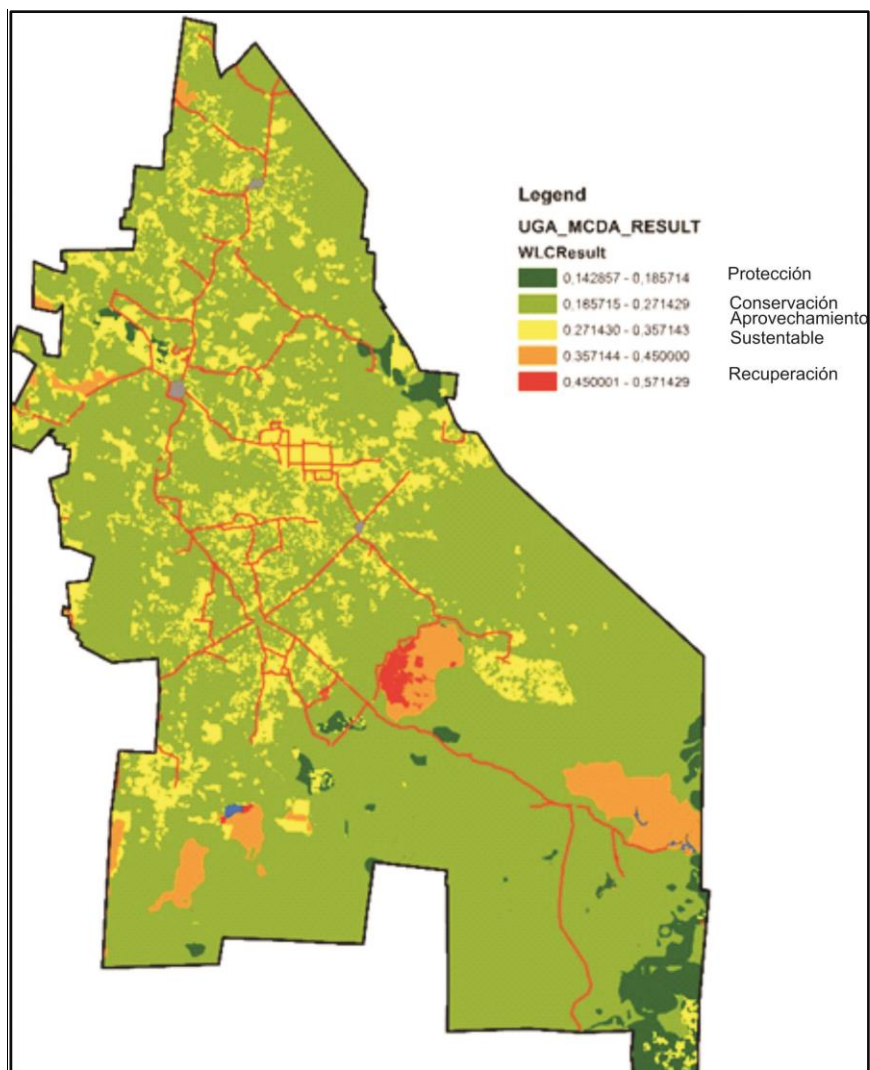 Legend
UGA_MCDA_RESULT
WLCResult
0,142857 - 0,185714 Protección
0,165715 - 0,271429 Conservación
0,271430 - 0,357143 Aprovechamiento
Sustentable
0,357144 - 0,450000
0,450001 - 0,571429 Recuperación